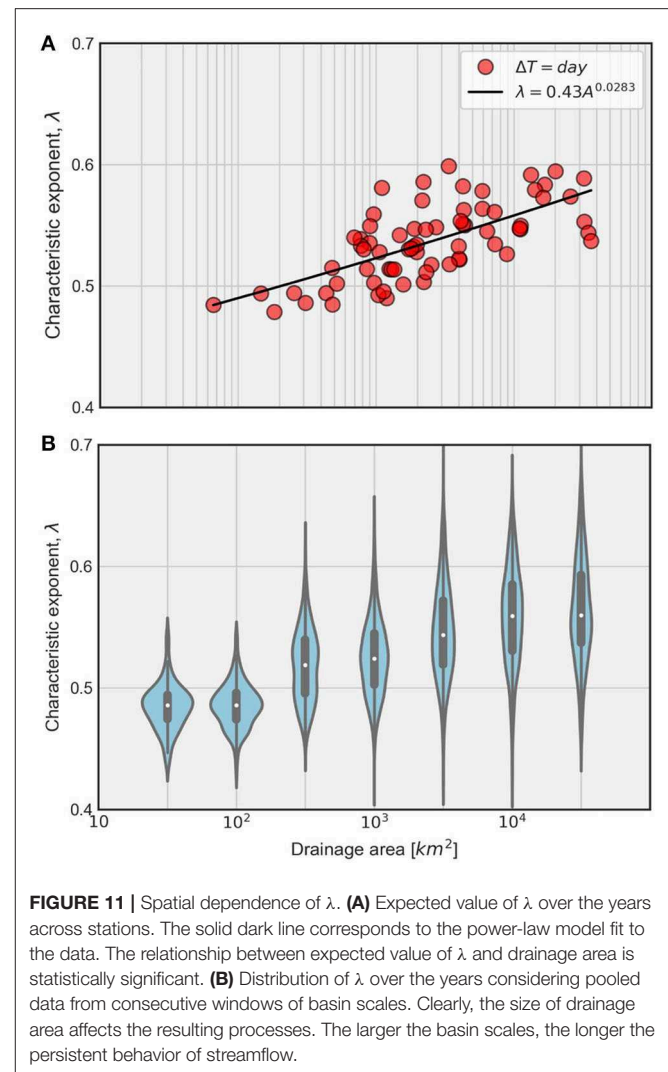 A
0.7
0.6
0.5
0.4
Characteristic exponent, λ
ΔT = day
λ = 0.43A^0.0283
B
0.7
0.6
0.5
0.4
Characteristic exponent, λ
10
10²
10³
10⁴
Drainage area [km²]
FIGURE 11 | Spatial dependence of λ. (A) Expected value of λ over the years
across stations. The solid dark line corresponds to the power-law model fit to
the data. The relationship between expected value of λ and drainage area is
statistically significant. (B) Distribution of λ over the years considering pooled
data from consecutive windows of basin scales. Clearly, the size of drainage
area affects the resulting processes. The larger the basin scales, the longer the
persistent behavior of streamflow.